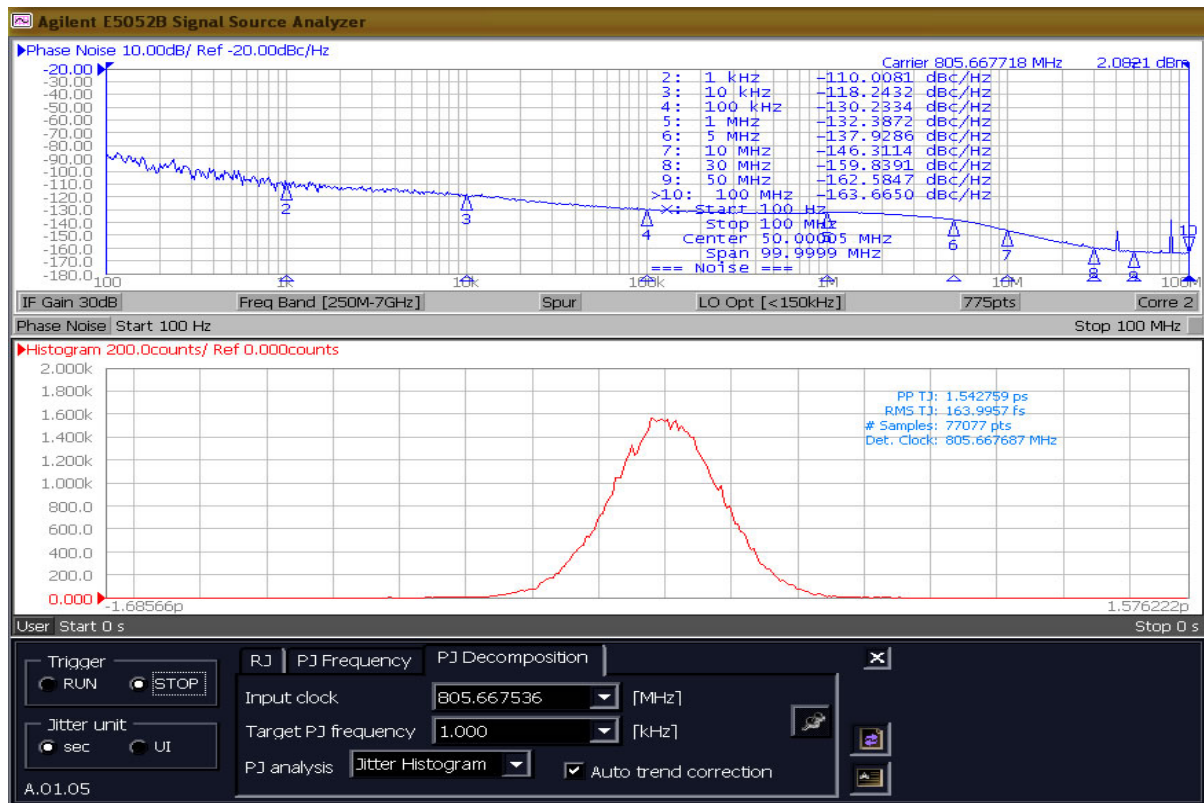 Agilent E5052B Signal Source Analyzer
▶Phase Noise 10.00dB/ Ref -20.00dBc/Hz
Carrier 805.667718 MHz 2.0821 dBm
-20.00
-30.00
-40.00
-50.00
-60.00
-70.00
-80.00
-90.00
-100.0
-110.0
-120.0
-130.0
-140.0
-150.0
-160.0
-170.0
-180.0
2: 1 kHz -110.0081 dBc/Hz
3: 10 kHz -118.2432 dBc/Hz
4: 100 kHz -130.2334 dBc/Hz
5: 1 MHz -132.3872 dBc/Hz
6: 5 MHz -137.9286 dBc/Hz
7: 10 MHz -146.3114 dBc/Hz
8: 30 MHz -159.8391 dBc/Hz
9: 50 MHz -162.5847 dBc/Hz
>10: 100 MHz -163.6650 dBc/Hz
X: Start 100 Hz
Stop 100 MHz
Center 50.00005 MHz
Span 99.9999 MHz
=== Noise ===
2
3
4
5
6
7
8
9
10
100 1k 10k 100k 1M 10M 100M
IF Gain 30dB Freq Band [250M-7GHz] Spur LO Opt [<150kHz] 775pts Corre 2
Phase Noise Start 100 Hz Stop 100 MHz
▶Histogram 200.0counts/ Ref 0.000counts
2.000k
1.800k
1.600k
1.400k
1.200k
1.000k
800.0
600.0
400.0
200.0
0.000
PP TJ: 1.542759 ps
RMS TJ: 163.9957 fs
# Samples: 77077 pts
Det. Clock: 805.667687 MHz
-1.68566p 1.576222p
User Start 0 s Stop 0 s
Trigger
RUN STOP
Jitter unit
sec UI
A.01.05
RJ PJ Frequency PJ Decomposition
Input clock 805.667536 [MHz]
Target PJ frequency 1.000 [kHz]
PJ analysis Jitter Histogram Auto trend correction